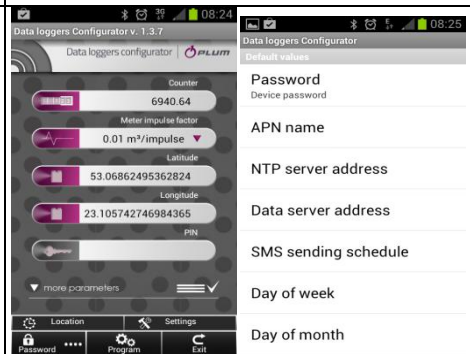 08:24
Data loggers Configurator v. 1.3.7
Data loggers configurator PLUM
Counter
6940.64
Meter impulse factor
0.01 m³/impulse
Latitude
53.06862495362824
Longitude
23.105742746984365
PIN
more parameters
Location Settings
Password •••• Program Exit
08:25
Data loggers Configurator
Default values
Password
Device password
APN name
NTP server address
Data server address
SMS sending schedule
Day of week
Day of month